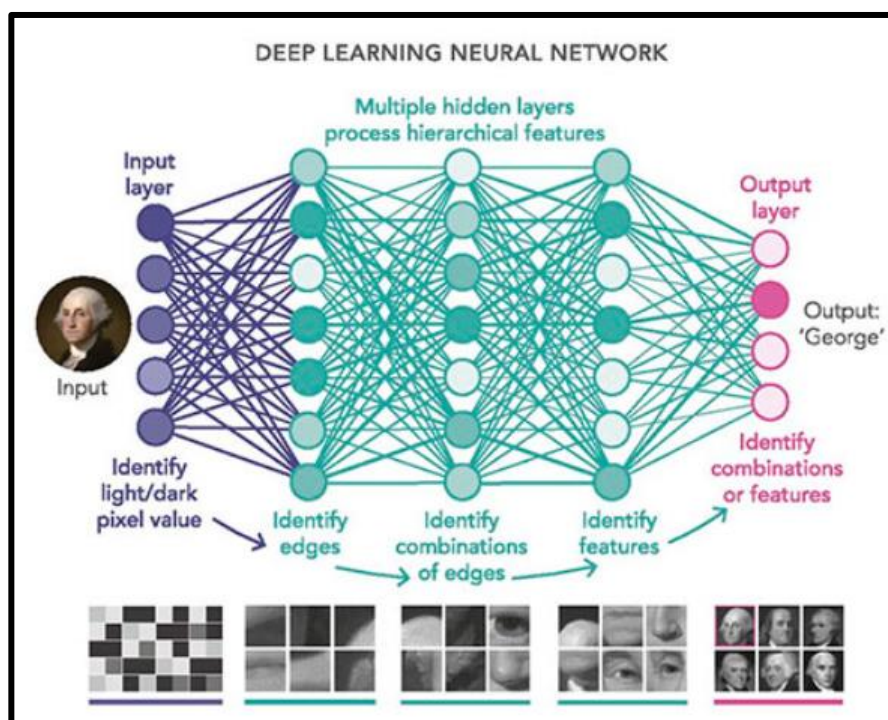 DEEP LEARNING NEURAL NETWORK
Multiple hidden layers
process hierarchical features
Input
layer
Output
layer
Input
Output:
'George'
Identify
light/dark
pixel value
Identify
edges
Identify
combinations
of edges
Identify
features
Identify
combinations
or features